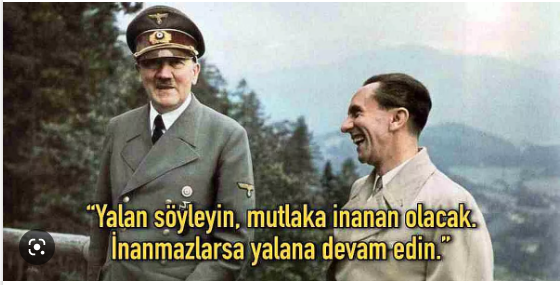 “Yalan söyleyin, mutlaka inanan olacak.
İnanmazlarsa yalana devam edin.”